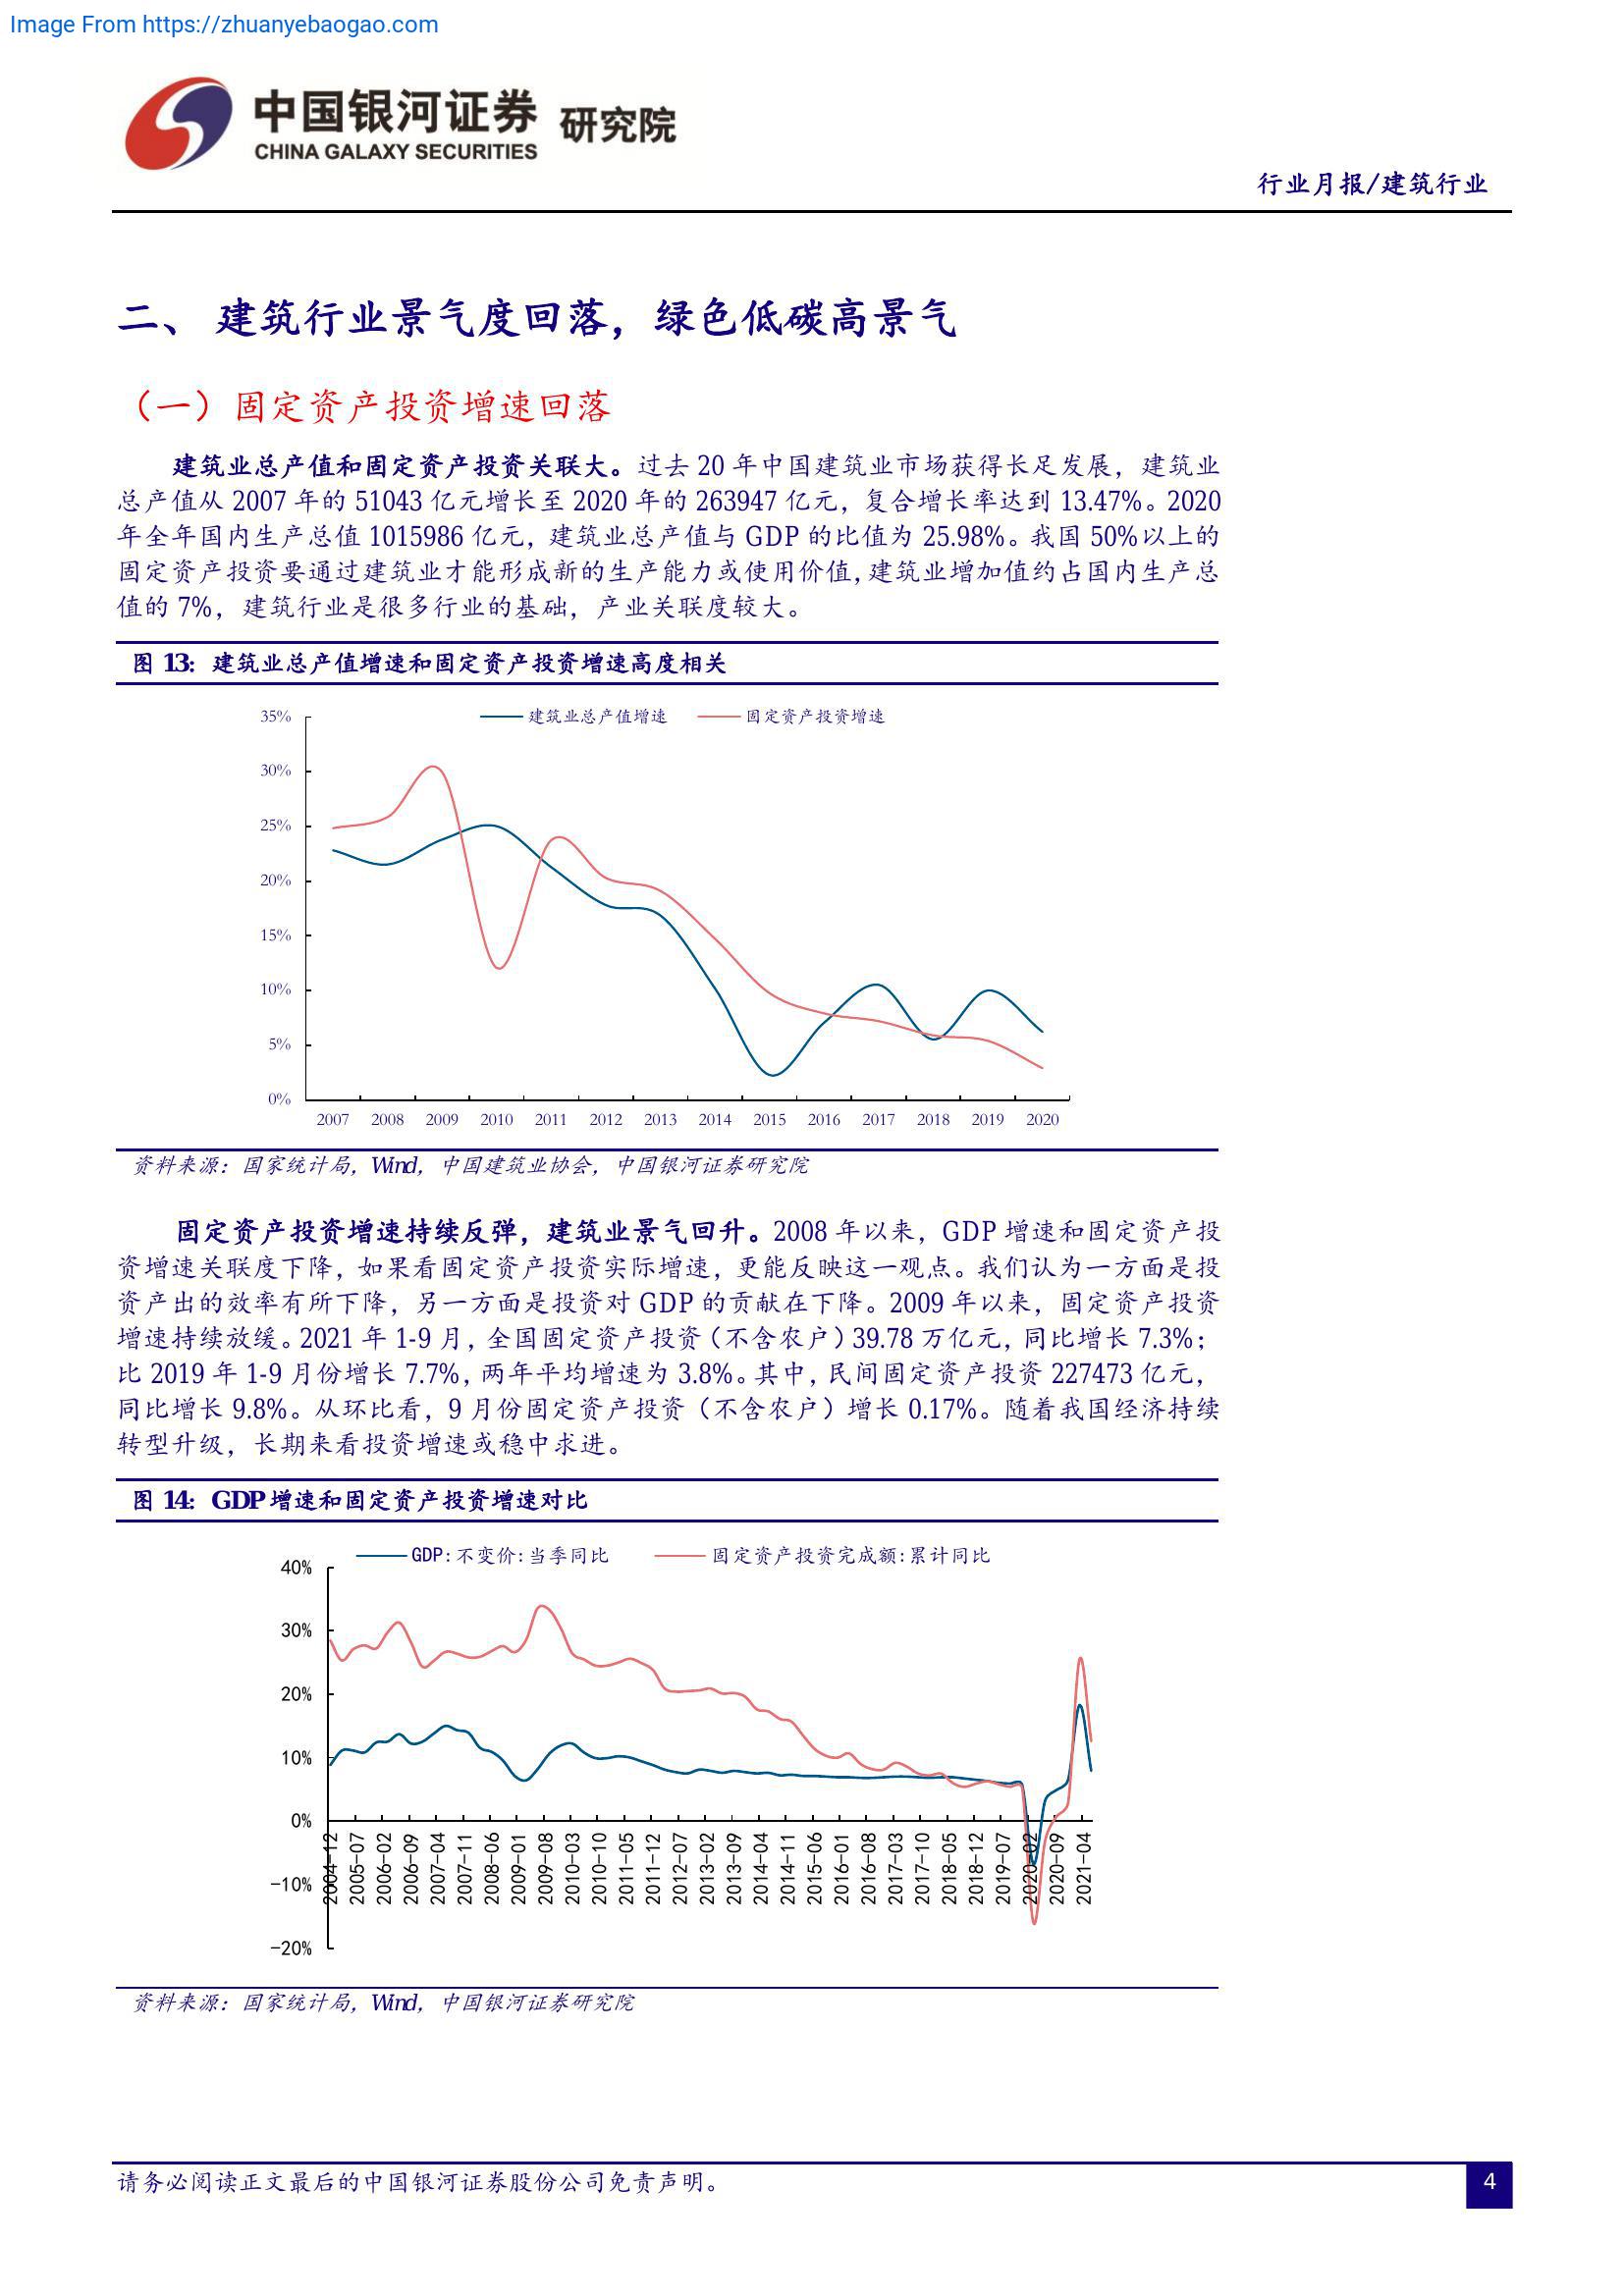 Image From https://zhuanyebaogao.com
中国银河证券 研究院
CHINA GALAXY SECURITIES
行业月报/建筑行业
二、 建筑行业景气度回落，绿色低碳高景气
（一）固定资产投资增速回落
建筑业总产值和固定资产投资关联大。过去 20 年中国建筑业市场获得长足发展，建筑业
总产值从 2007 年的 51043 亿元增长至 2020 年的 263947 亿元，复合增长率达到 13.47%。2020
年全年国内生产总值 1015986 亿元，建筑业总产值与 GDP 的比值为 25.98%。我国 50%以上的
固定资产投资要通过建筑业才能形成新的生产能力或使用价值，建筑业增加值约占国内生产总
值的 7%，建筑行业是很多行业的基础，产业关联度较大。
图 13：建筑业总产值增速和固定资产投资增速高度相关
建筑业总产值增速 固定资产投资增速
35%
30%
25%
20%
15%
10%
5%
0%
2007 2008 2009 2010 2011 2012 2013 2014 2015 2016 2017 2018 2019 2020
资料来源：国家统计局，Wind，中国建筑业协会，中国银河证券研究院
固定资产投资增速持续反弹，建筑业景气回升。2008 年以来，GDP 增速和固定资产投
资增速关联度下降，如果看固定资产投资实际增速，更能反映这一观点。我们认为一方面是投
资产出的效率有所下降，另一方面是投资对 GDP 的贡献在下降。2009 年以来，固定资产投资
增速持续放缓。2021 年 1-9 月，全国固定资产投资（不含农户）39.78 万亿元，同比增长 7.3%；
比 2019 年 1-9 月份增长 7.7%，两年平均增速为 3.8%。其中，民间固定资产投资 227473 亿元，
同比增长 9.8%。从环比看，9 月份固定资产投资（不含农户）增长 0.17%。随着我国经济持续
转型升级，长期来看投资增速或稳中求进。
图 14：GDP 增速和固定资产投资增速对比
GDP:不变价:当季同比 固定资产投资完成额:累计同比
40%
30%
20%
10%
0%
-10%
-20%
2004-12 2005-07 2006-02 2006-09 2007-04 2007-11 2008-06 2009-01 2009-08 2010-03 2010-10 2011-05 2011-12 2012-07 2013-02 2013-09 2014-04 2014-11 2015-06 2016-01 2016-08 2017-03 2017-10 2018-05 2018-12 2019-07 2020-02 2020-09 2021-04
资料来源：国家统计局，Wind，中国银河证券研究院
请务必阅读正文最后的中国银河证券股份公司免责声明。
4